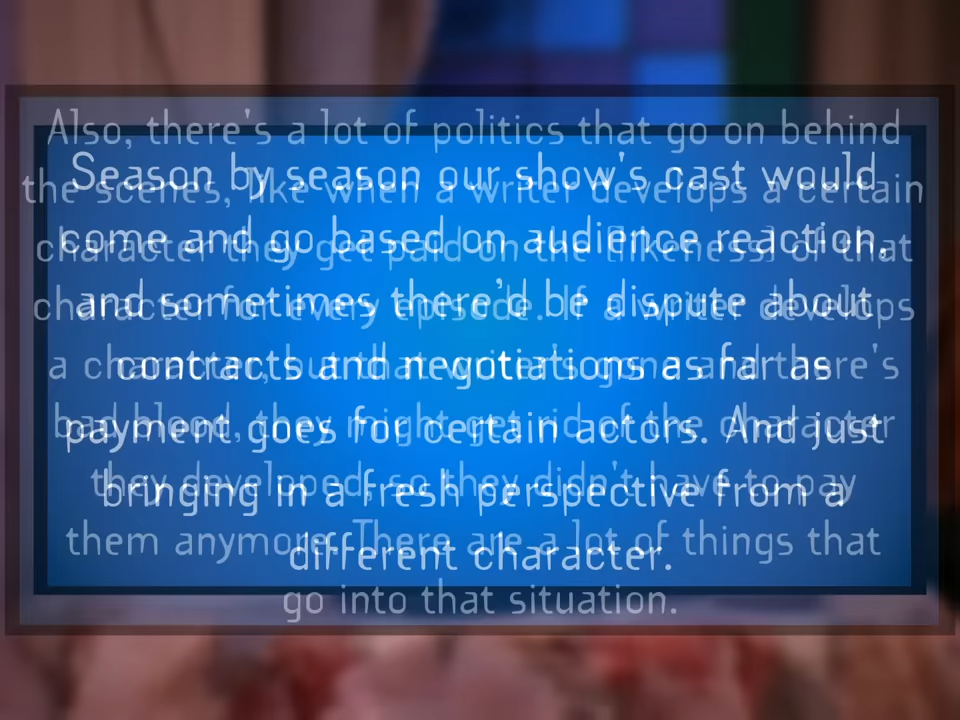 Season by season our show's cast would
come and go based on audience reaction,
and sometimes there'd be dispute about
contracts and negotiations as far as
payment goes for certain actors. And just
bringing in a fresh perspective from a
different character.
Also, there's a lot of politics that go on behind
the scenes, like when a writer develops a certain
character they get paid on the likeness of that
character for every episode. If a writer develops
a character, but that writer's gone and there's
bad blood, they might get rid of the character
they developed, so they didn't have to pay
them anymore. There are a lot of things that
go into that situation.